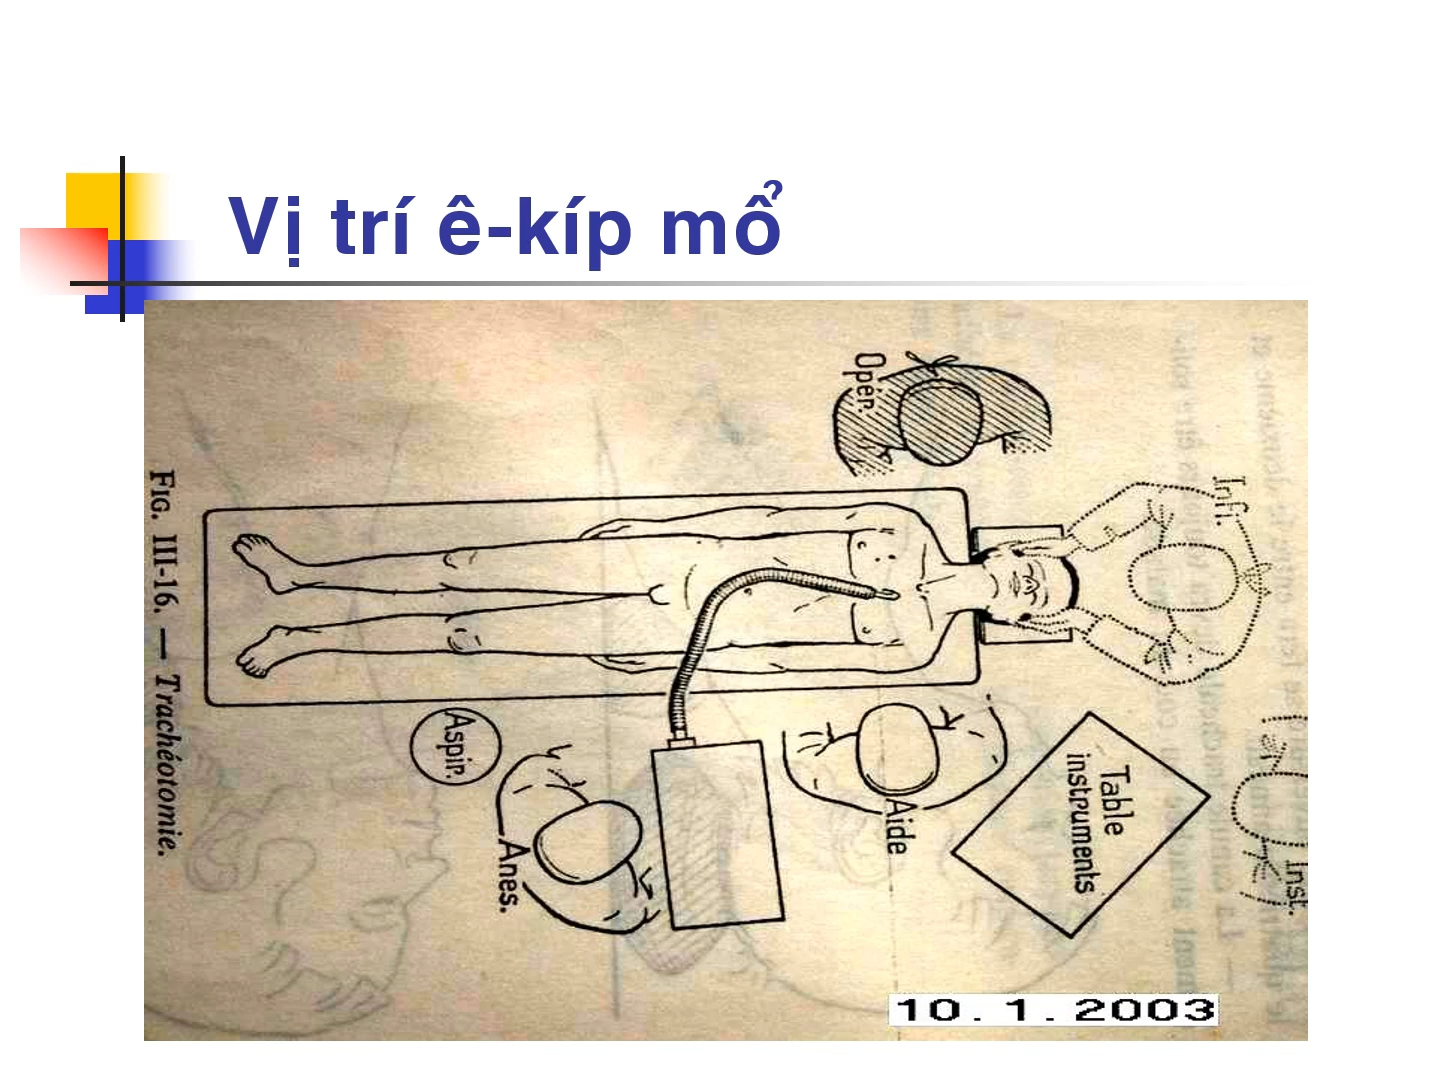 Vị trí ê-kíp mổ
Opér.
Infi.
Aspir.
Anes.
Aide
Table
instruments
Inst.
FIG. III-16. — Trachéotomie.
10.1.2003